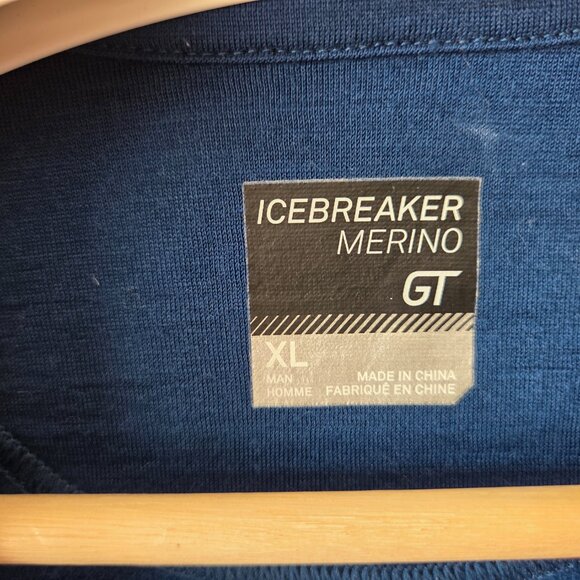 ICEBREAKER
MERINO
GT
XL
MAN
HOMME
MADE IN CHINA
FABRIQUÉ EN CHINE